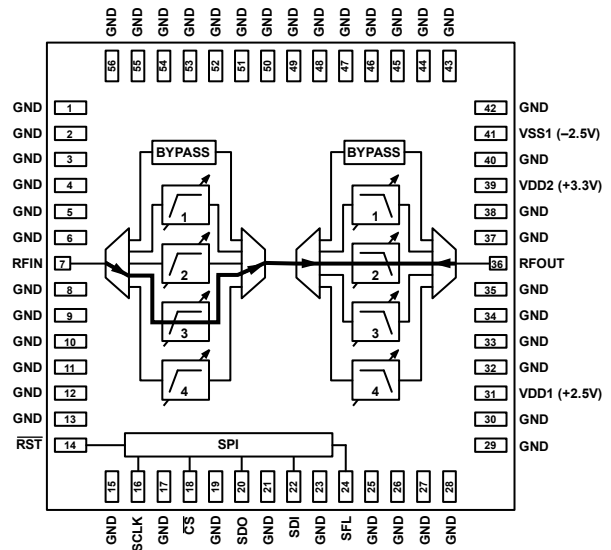 GND GND GND GND GND GND GND GND GND GND GND GND GND GND
56 55 54 53 52 51 50 49 48 47 46 45 44 43
GND 1
GND 2
GND 3
GND 4
GND 5
GND 6
RFIN 7
GND 8
GND 9
GND 10
GND 11
GND 12
GND 13
RST 14
BYPASS
1
2
3
4
BYPASS
1
2
3
4
42 GND
41 VSS1 (–2.5V)
40 GND
39 VDD2 (+3.3V)
38 GND
37 GND
36 RFOUT
35 GND
34 GND
33 GND
32 GND
31 VDD1 (+2.5V)
30 GND
29 GND
SPI
15 16 17 18 19 20 21 22 23 24 25 26 27 28
GND SCLK GND CS GND SDO GND SDI GND SFL GND GND GND GND